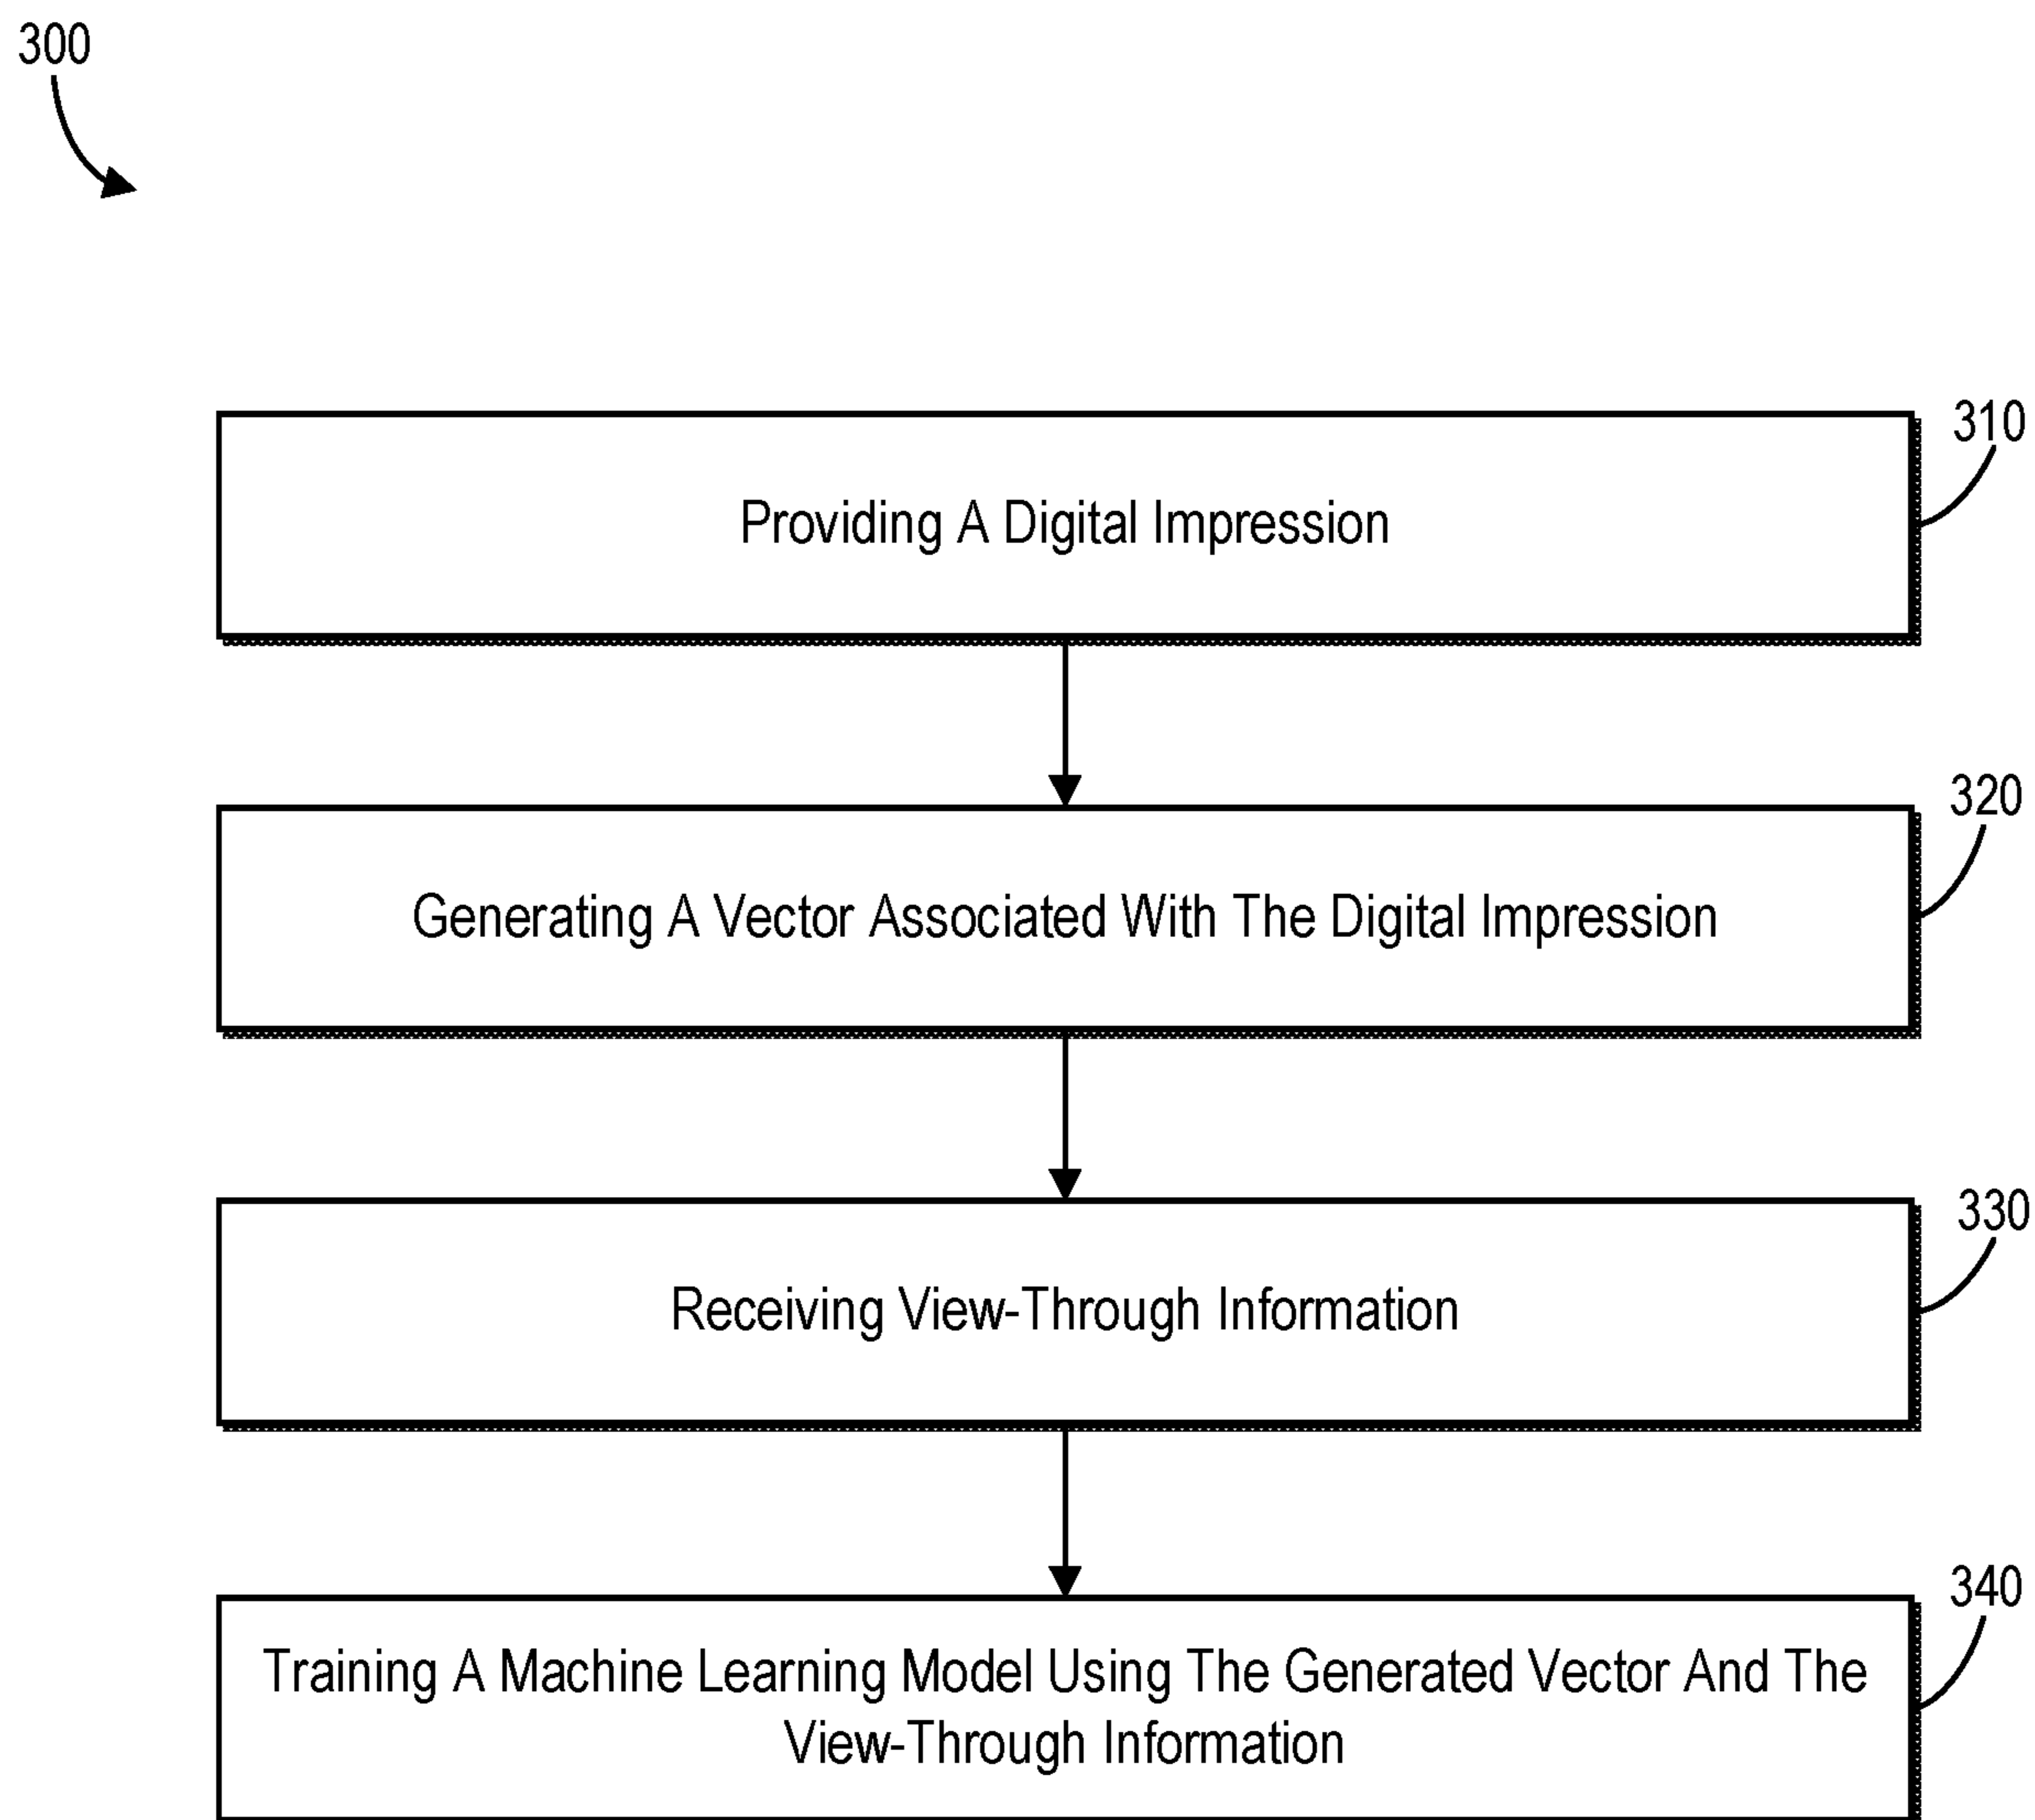 300
310
Providing A Digital Impression
320
Generating A Vector Associated With The Digital Impression
330
Receiving View-Through Information
340
Training A Machine Learning Model Using The Generated Vector And The
View-Through Information